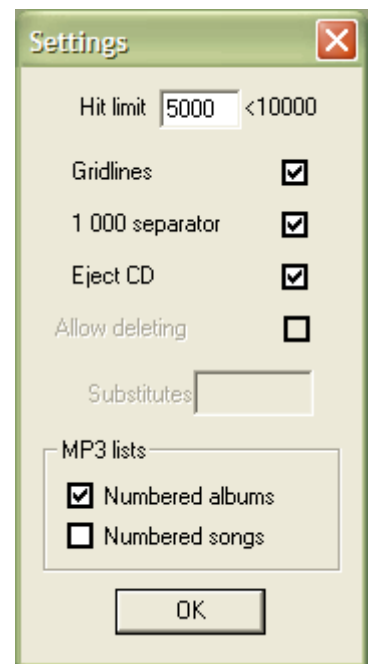 Settings
Hit limit 5000 <10000
Gridlines
1 000 separator
Eject CD
Allow deleting
Substitutes
MP3 lists
Numbered albums
Numbered songs
OK